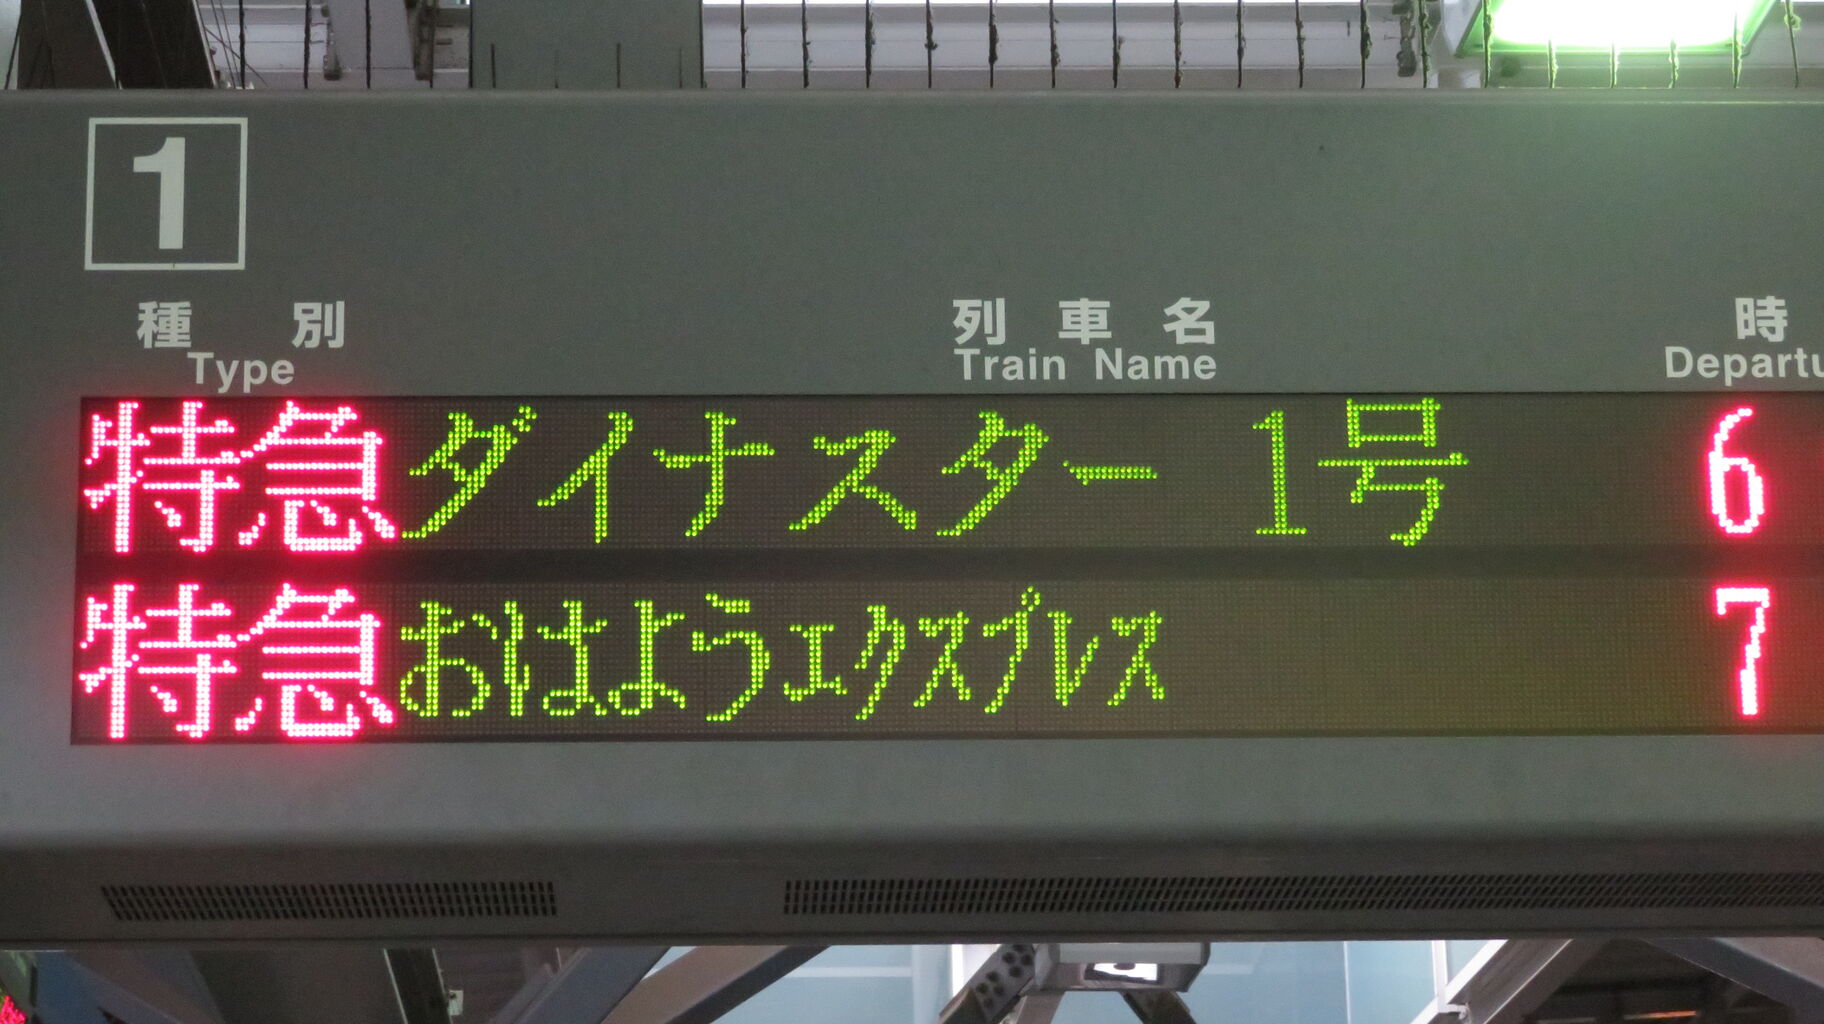 1
種別 列車名 時
Type Train Name Departu
特急 ダイナスター 1号 6
特急 おはようエクスプレス 7